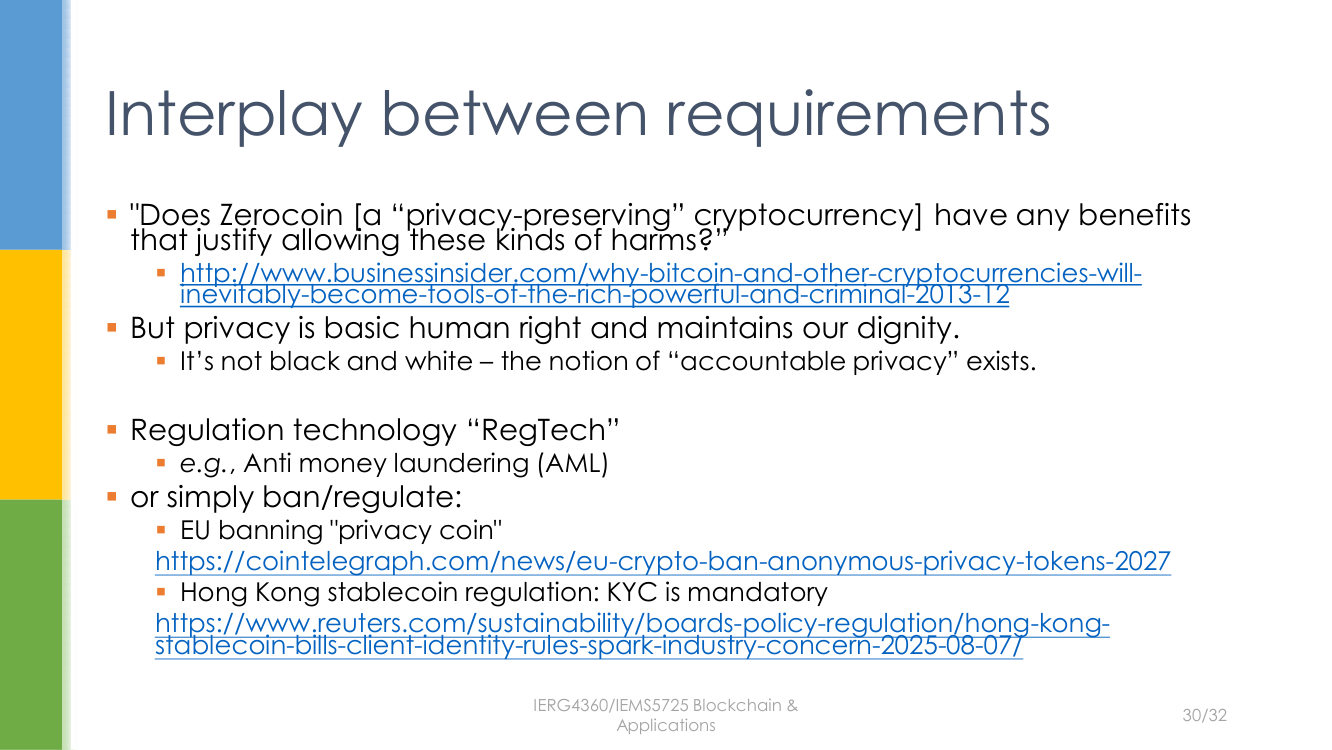 Interplay between requirements
"Does Zerocoin [a “privacy-preserving” cryptocurrency] have any benefits
that justify allowing these kinds of harms?”
http://www.businessinsider.com/why-bitcoin-and-other-cryptocurrencies-will-
inevitably-become-tools-of-the-rich-powerful-and-criminal-2013-12
But privacy is basic human right and maintains our dignity.
It’s not black and white – the notion of “accountable privacy” exists.
Regulation technology “RegTech”
e.g., Anti money laundering (AML)
or simply ban/regulate:
EU banning "privacy coin"
https://cointelegraph.com/news/eu-crypto-ban-anonymous-privacy-tokens-2027
Hong Kong stablecoin regulation: KYC is mandatory
https://www.reuters.com/sustainability/boards-policy-regulation/hong-kong-
stablecoin-bills-client-identity-rules-spark-industry-concern-2025-08-07/
IERG4360/IEMS5725 Blockchain &
Applications
30/32